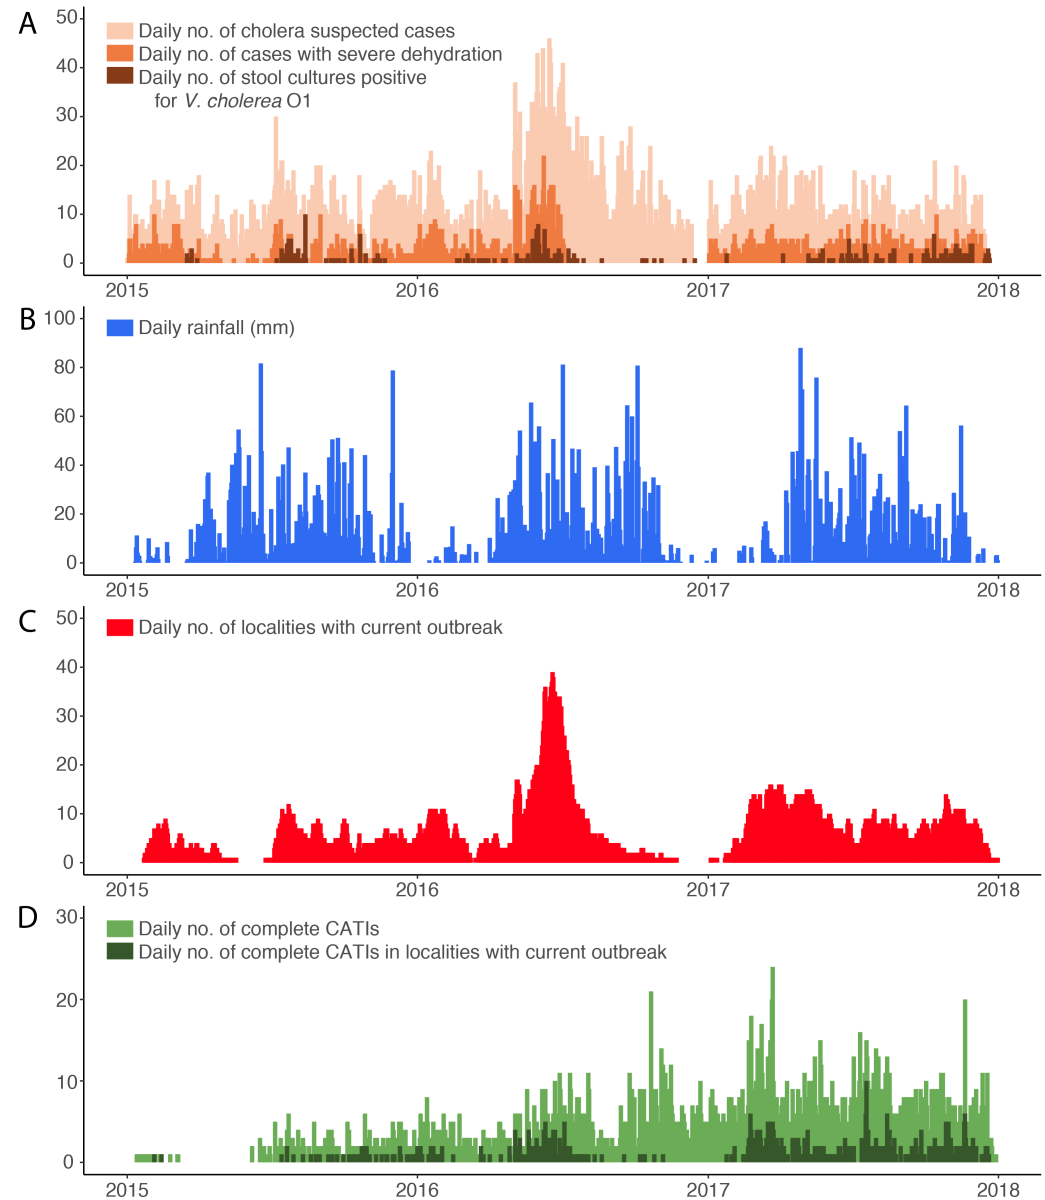 A
50
40
30
20
10
0
Daily no. of cholera suspected cases
Daily no. of cases with severe dehydration
Daily no. of stool cultures positive
for V. cholerea O1
2015 2016 2017 2018
B
100
80
60
40
20
0
Daily rainfall (mm)
2015 2016 2017 2018
C
50
40
30
20
10
0
Daily no. of localities with current outbreak
2015 2016 2017 2018
D
30
20
10
0
Daily no. of complete CATIs
Daily no. of complete CATIs in localities with current outbreak
2015 2016 2017 2018